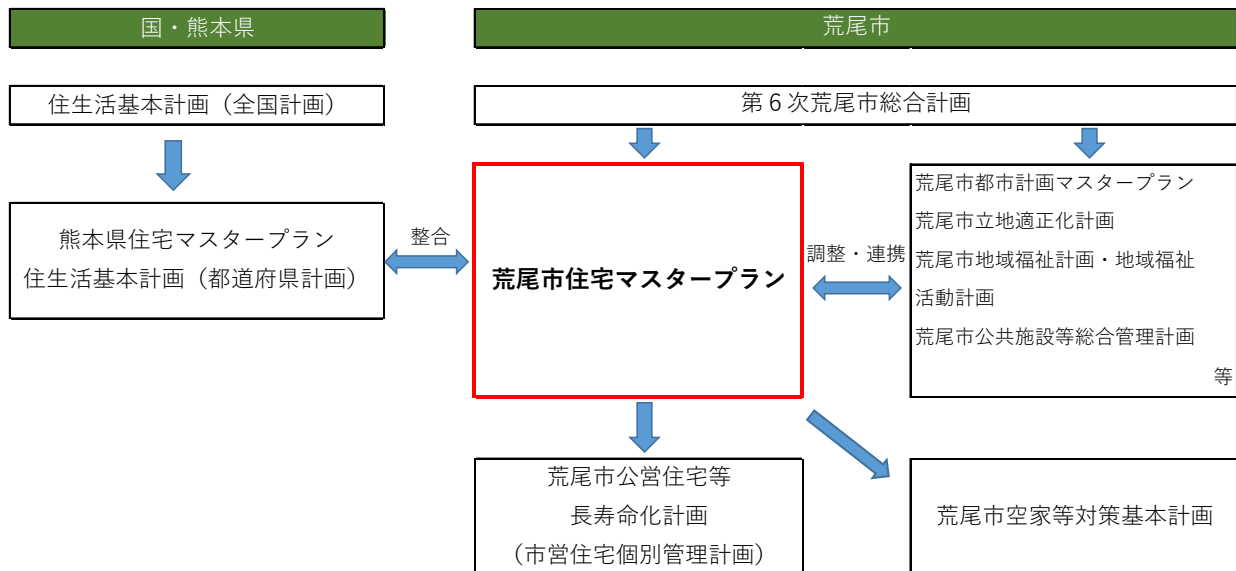 国・熊本県
荒尾市
住生活基本計画（全国計画）
第６次荒尾市総合計画
熊本県住宅マスタープラン
住生活基本計画（都道府県計画）
整合
荒尾市住宅マスタープラン
調整・連携
荒尾市都市計画マスタープラン
荒尾市立地適正化計画
荒尾市地域福祉計画・地域福祉
活動計画
荒尾市公共施設等総合管理計画
等
荒尾市公営住宅等
長寿命化計画
（市営住宅個別管理計画）
荒尾市空家等対策基本計画